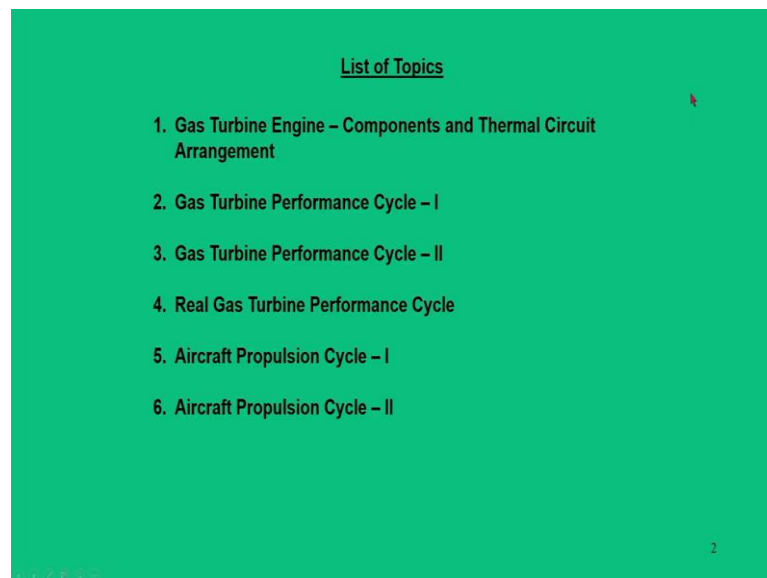 List of Topics
1. Gas Turbine Engine – Components and Thermal Circuit
Arrangement
2. Gas Turbine Performance Cycle – I
3. Gas Turbine Performance Cycle – II
4. Real Gas Turbine Performance Cycle
5. Aircraft Propulsion Cycle – I
6. Aircraft Propulsion Cycle – II
2